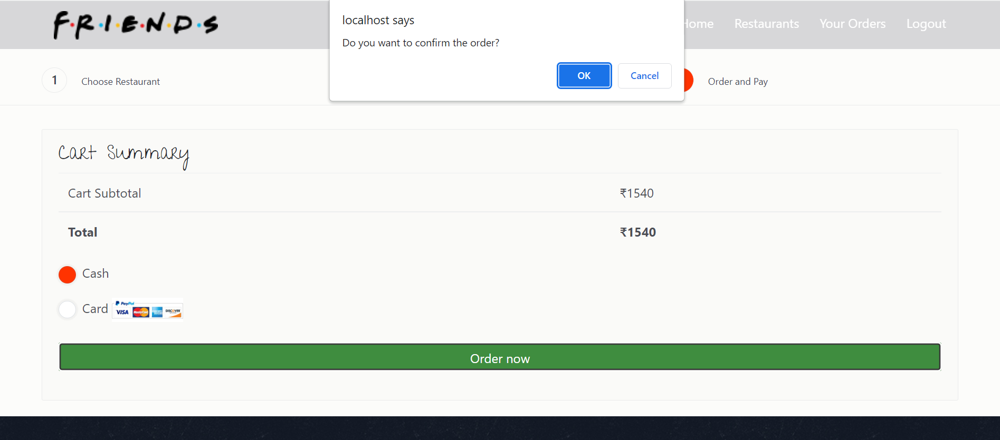 F·R·I·E·N·D·S
Home Restaurants Your Orders Logout
localhost says
Do you want to confirm the order?
OK Cancel
1 Choose Restaurant
Order and Pay
Cart Summary
Cart Subtotal ₹1540
Total ₹1540
Cash
Card
PayPal
VISA MasterCard DISCOVER
Order now